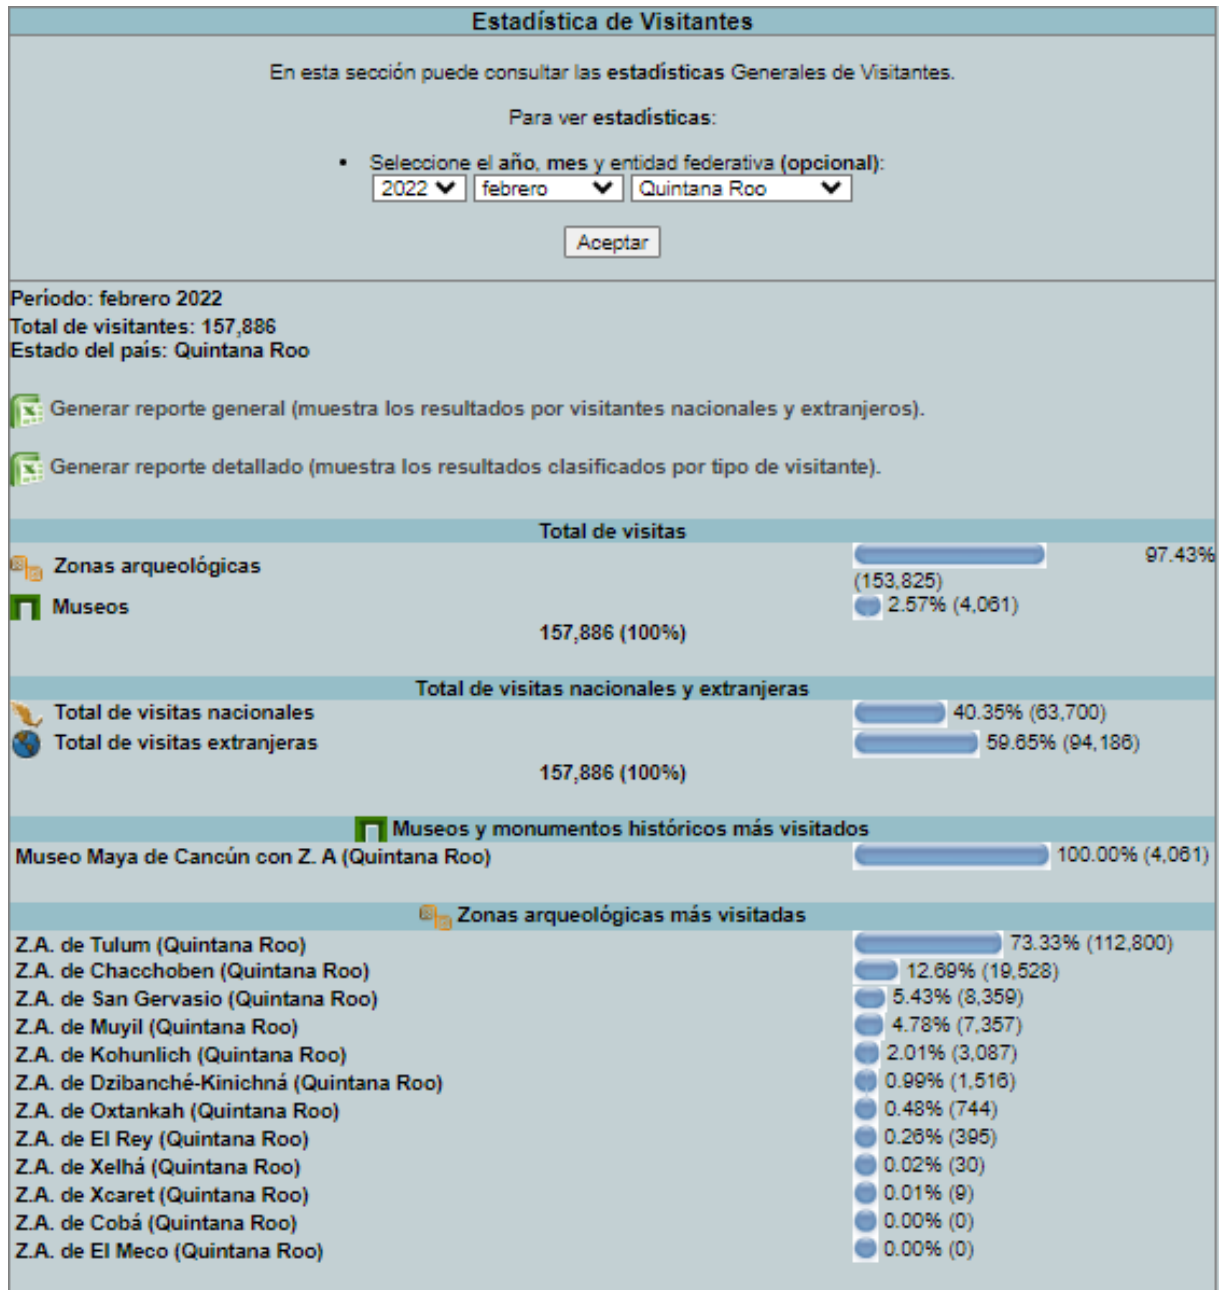 Estadística de Visitantes
En esta sección puede consultar las estadísticas Generales de Visitantes.
Para ver estadísticas:
• Seleccione el año, mes y entidad federativa (opcional):
2022 febrero Quintana Roo
Aceptar
Período: febrero 2022
Total de visitantes: 157,886
Estado del país: Quintana Roo
Generar reporte general (muestra los resultados por visitantes nacionales y extranjeros).
Generar reporte detallado (muestra los resultados clasificados por tipo de visitante).
Total de visitas
Zonas arqueológicas 97.43%
(153,825)
Museos 2.57% (4,061)
157,886 (100%)
Total de visitas nacionales y extranjeras
Total de visitas nacionales 40.35% (63,700)
Total de visitas extranjeras 59.65% (94,186)
157,886 (100%)
Museos y monumentos históricos más visitados
Museo Maya de Cancún con Z. A (Quintana Roo) 100.00% (4,061)
Zonas arqueológicas más visitadas
Z.A. de Tulum (Quintana Roo) 73.33% (112,800)
Z.A. de Chacchoben (Quintana Roo) 12.69% (19,528)
Z.A. de San Gervasio (Quintana Roo) 5.43% (8,359)
Z.A. de Muyil (Quintana Roo) 4.78% (7,357)
Z.A. de Kohunlich (Quintana Roo) 2.01% (3,087)
Z.A. de Dzibanché-Kinichná (Quintana Roo) 0.99% (1,516)
Z.A. de Oxtankah (Quintana Roo) 0.48% (744)
Z.A. de El Rey (Quintana Roo) 0.26% (395)
Z.A. de Xelhá (Quintana Roo) 0.02% (30)
Z.A. de Xcaret (Quintana Roo) 0.01% (9)
Z.A. de Cobá (Quintana Roo) 0.00% (0)
Z.A. de El Meco (Quintana Roo) 0.00% (0)